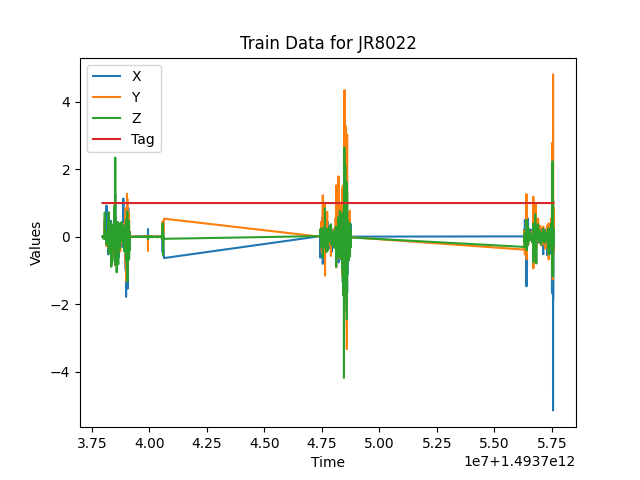 Train Data for JR8022
X
Y
Z
Tag
4
2
0
−2
−4
Values
3.75
4.00
4.25
4.50
4.75
5.00
5.25
5.50
5.75
Time
1e7+1.4937e12